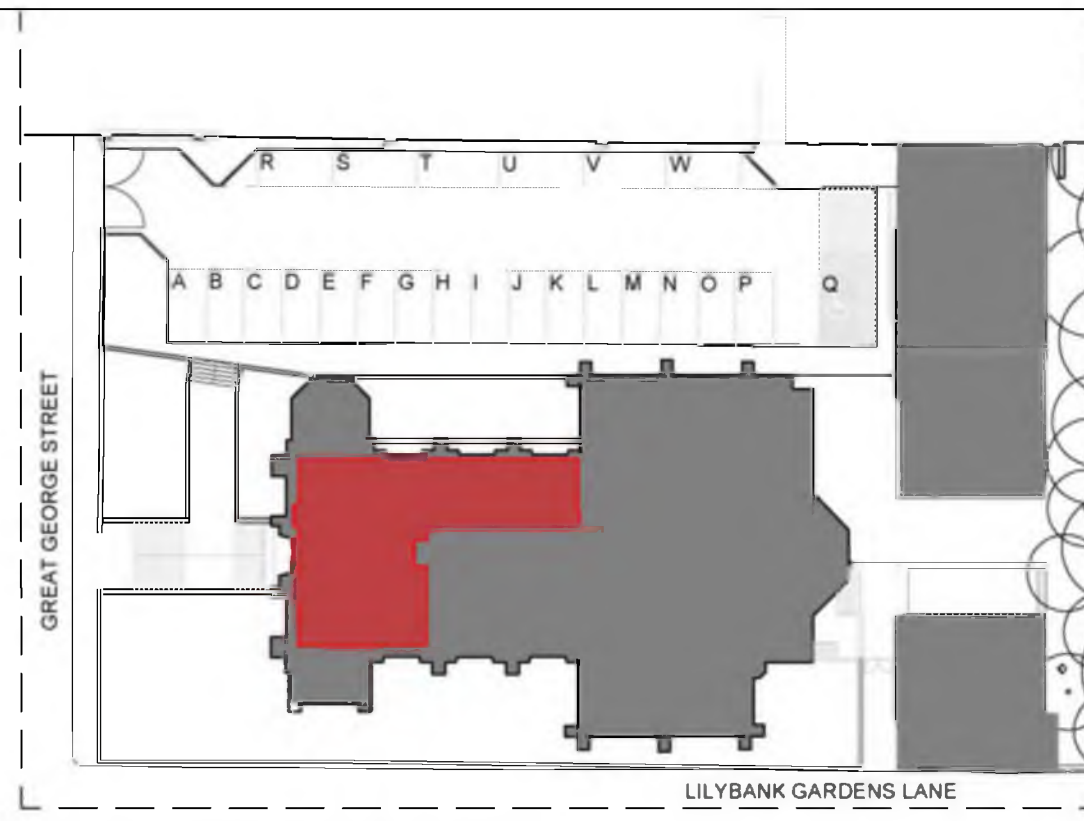 R S T U V W
A B C D E F G H I J K L M N O P Q
GREAT GEORGE STREET
LILYBANK GARDENS LANE